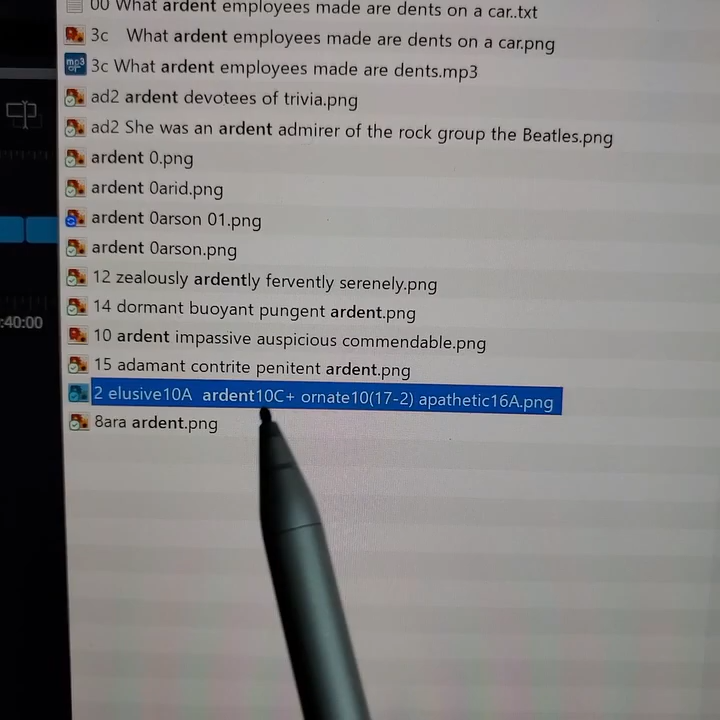 00 What ardent employees made are dents on a car..txt
3c What ardent employees made are dents on a car.png
mp3 3c What ardent employees made are dents.mp3
ad2 ardent devotees of trivia.png
ad2 She was an ardent admirer of the rock group the Beatles.png
ardent 0.png
ardent 0arid.png
ardent 0arson 01.png
ardent 0arson.png
12 zealously ardently fervently serenely.png
14 dormant buoyant pungent ardent.png
:40:00
10 ardent impassive auspicious commendable.png
15 adamant contrite penitent ardent.png
2 elusive10A ardent10C+ ornate10(17-2) apathetic16A.png
8ara ardent.png